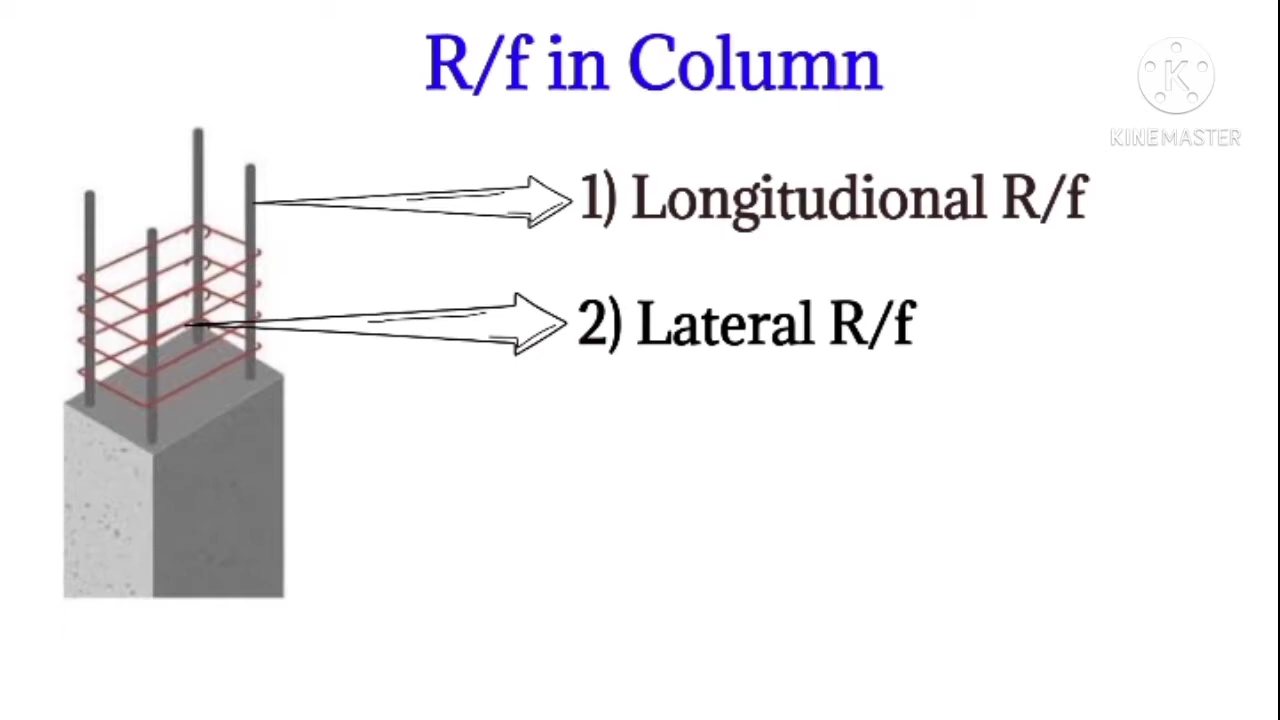 R/f in Column
K
KINEMASTER
1) Longitudional R/f
2) Lateral R/f